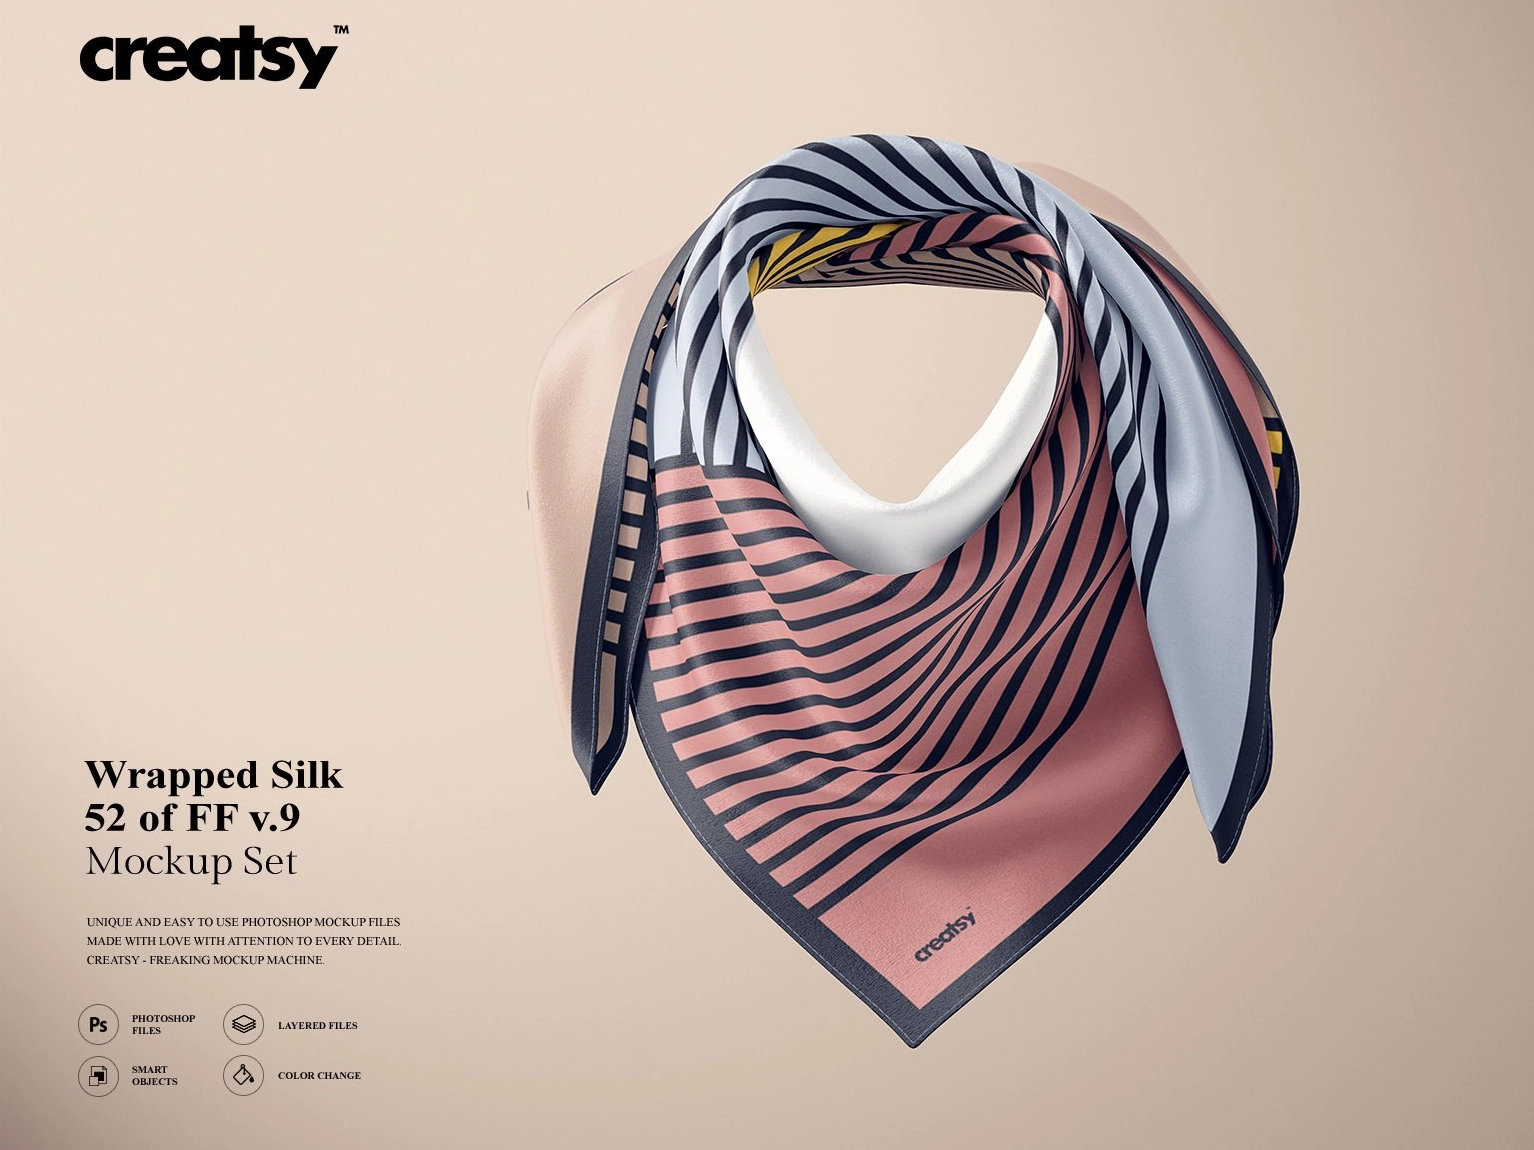 creatsy™
Wrapped Silk
52 of FF v.9
Mockup Set
UNIQUE AND EASY TO USE PHOTOSHOP MOCKUP FILES
MADE WITH LOVE WITH ATTENTION TO EVERY DETAIL.
CREATSY - FREAKING MOCKUP MACHINE.
Ps
PHOTOSHOP
FILES
LAYERED FILES
SMART
OBJECTS
COLOR CHANGE
creatsy™